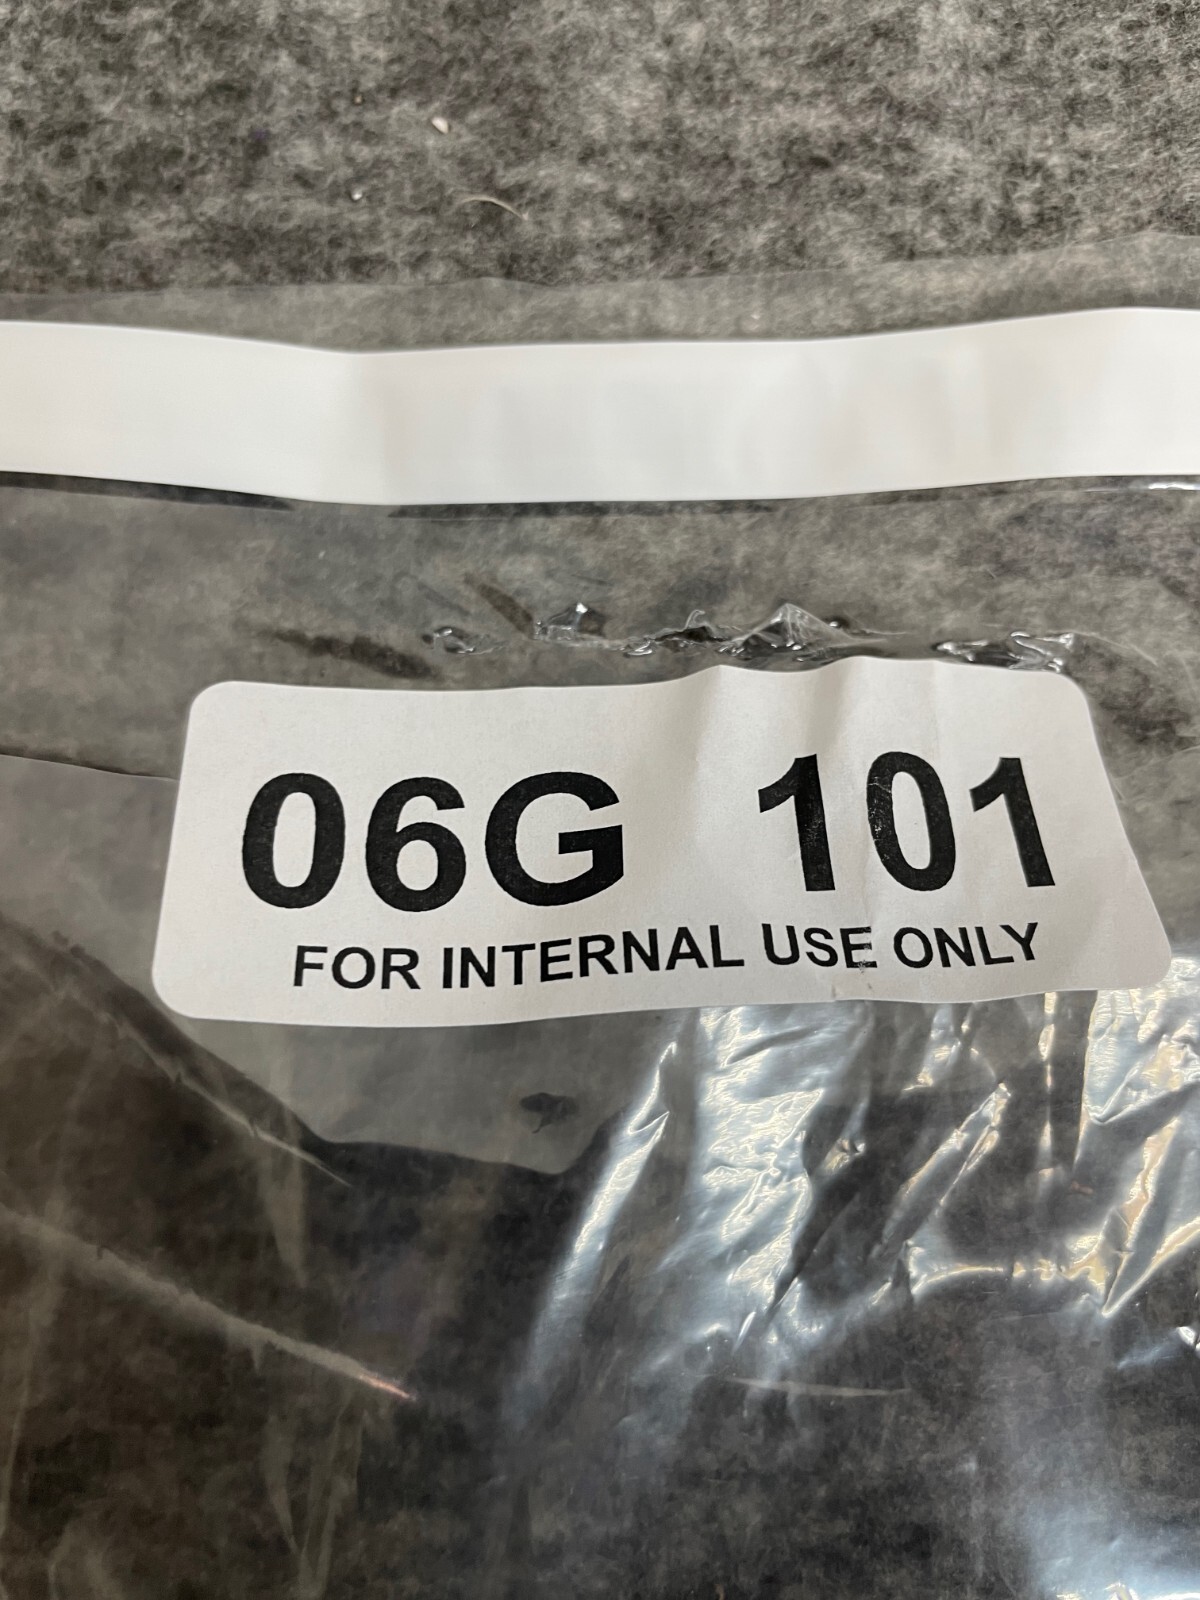 06G 101
FOR INTERNAL USE ONLY